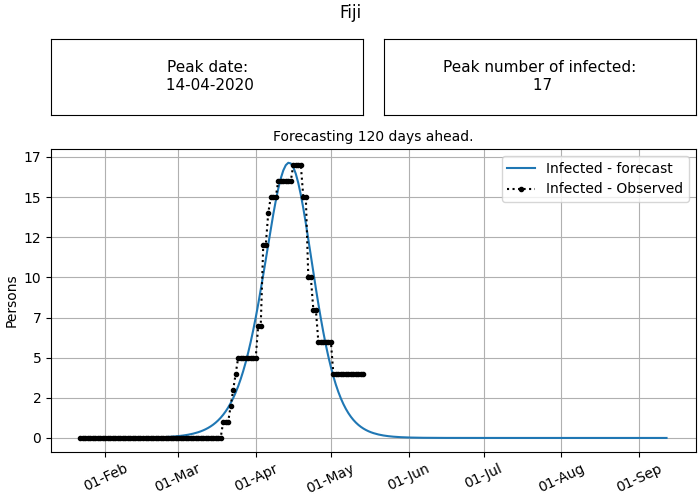 Fiji
Peak date:
14-04-2020
Peak number of infected:
17
Forecasting 120 days ahead.
Infected - forecast
Infected - Observed
Persons
17
15
12
10
7
5
2
0
01-Feb
01-Mar
01-Apr
01-May
01-Jun
01-Jul
01-Aug
01-Sep